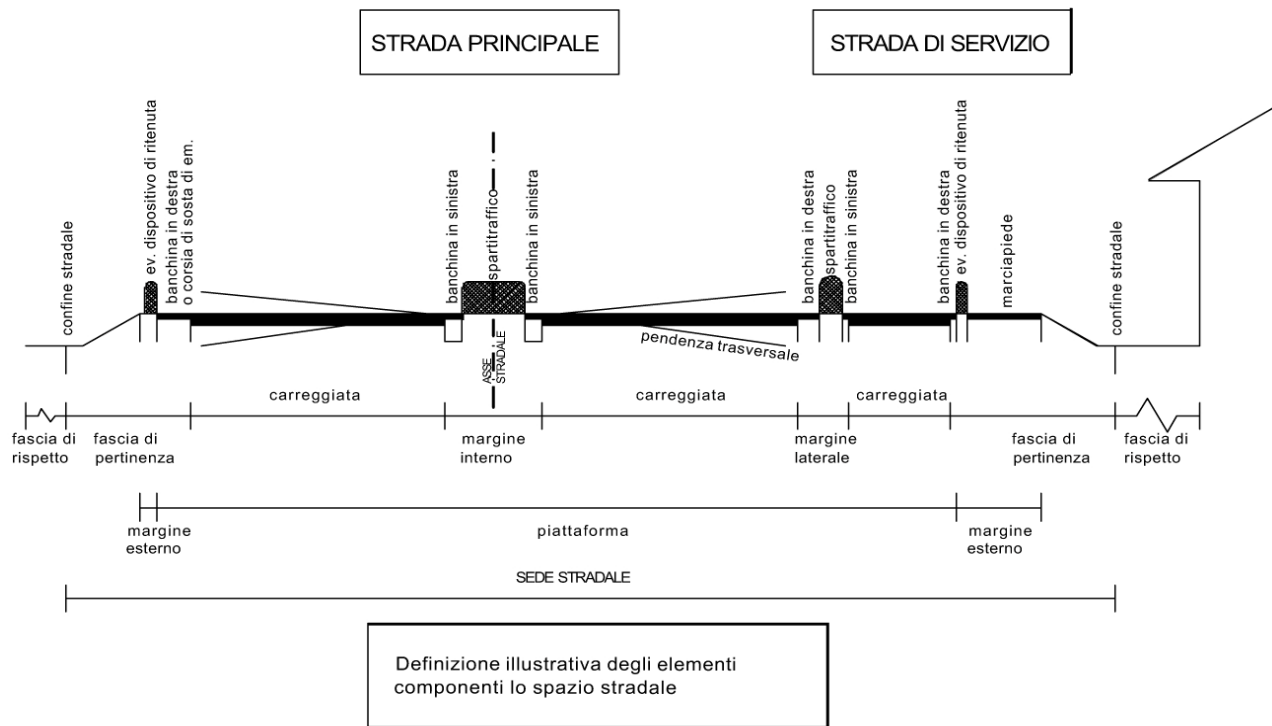 STRADA PRINCIPALE
STRADA DI SERVIZIO
confine stradale
ev. dispositivo di ritenuta
banchina in destra
o corsia di sosta di em.
banchina in sinistra
spartitraffico
banchina in sinistra
banchina in destra
spartitraffico
banchina in sinistra
banchina in destra
ev. dispositivo di ritenuta
marciapiede
confine stradale
pendenza trasversale
ASSE
STRADALE
carreggiata
carreggiata
carreggiata
fascia di
rispetto
fascia di
pertinenza
margine
interno
margine
laterale
fascia di
pertinenza
fascia di
rispetto
margine
esterno
piattaforma
margine
esterno
SEDE STRADALE
Definizione illustrativa degli elementi
componenti lo spazio stradale